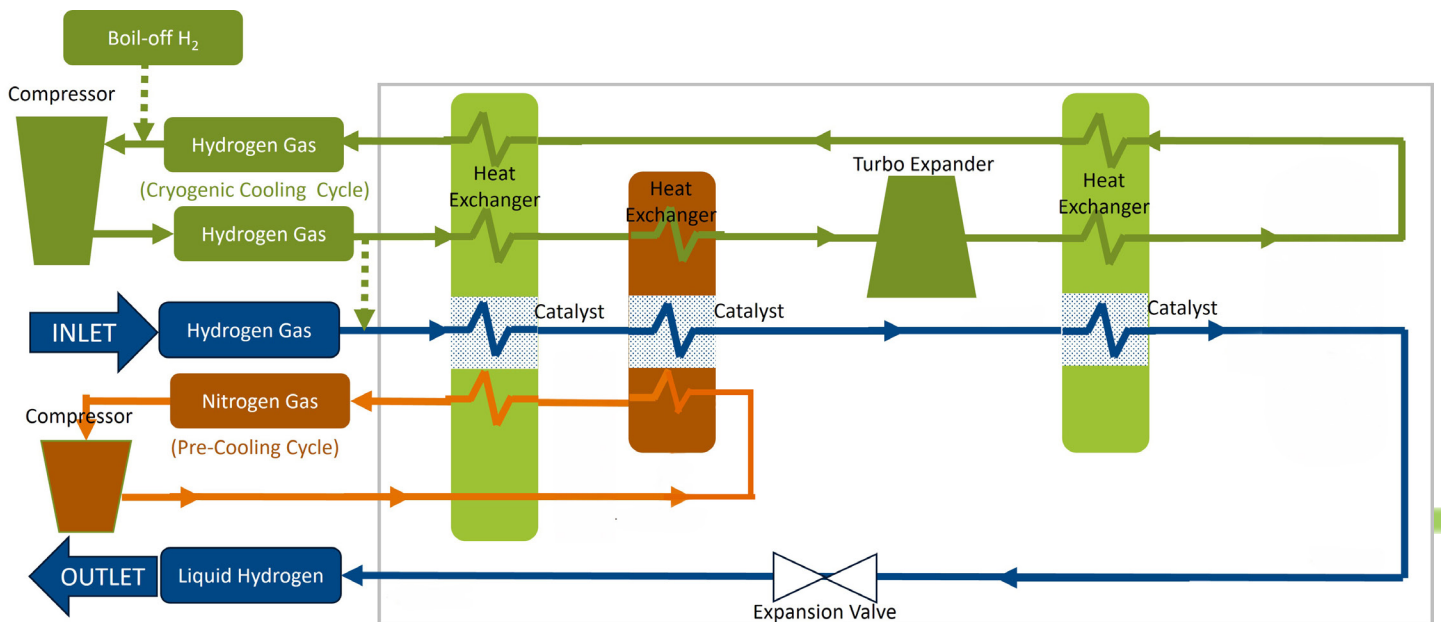 Boil-off H₂
Compressor
Hydrogen Gas
(Cryogenic Cooling Cycle)
Hydrogen Gas
Heat
Exchanger
Heat
Exchanger
Turbo Expander
Heat
Exchanger
INLET
Hydrogen Gas
Catalyst
Catalyst
Catalyst
Nitrogen Gas
Compressor
(Pre-Cooling Cycle)
OUTLET
Liquid Hydrogen
Expansion Valve